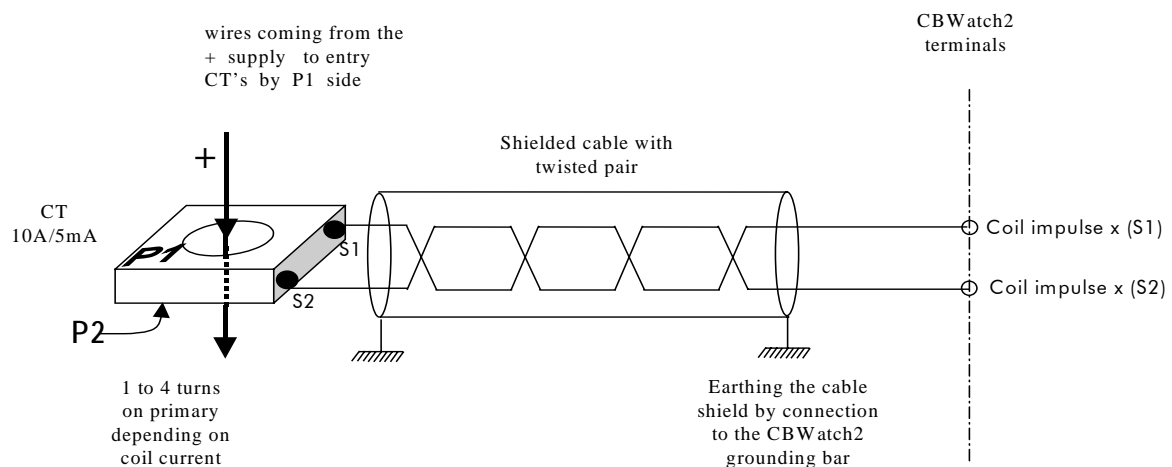 wires coming from the
+ supply to entry
CT's by P1 side
CBWatch2
terminals
+
Shielded cable with
twisted pair
CT
10A/5mA
P1
S1
S2
P2
Coil impulse x (S1)
Coil impulse x (S2)
1 to 4 turns
on primary
depending on
coil current
Earthing the cable
shield by connection
to the CBWatch2
grounding bar